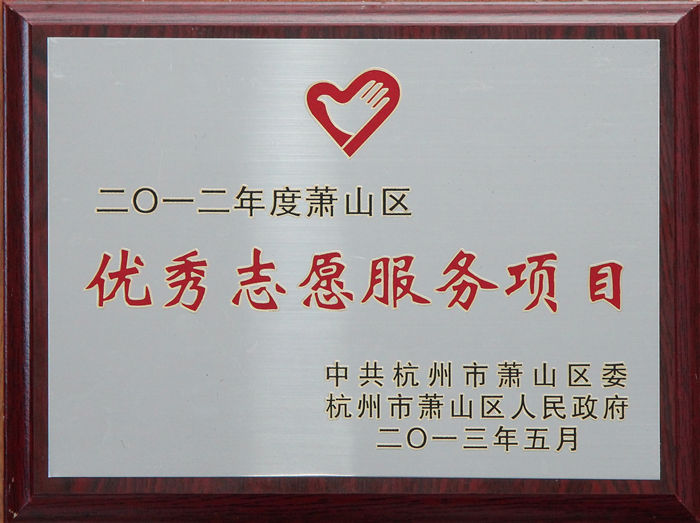 二〇一二年度萧山区
优秀志愿服务项目
中共杭州市萧山区委
杭州市萧山区人民政府
二〇一三年五月